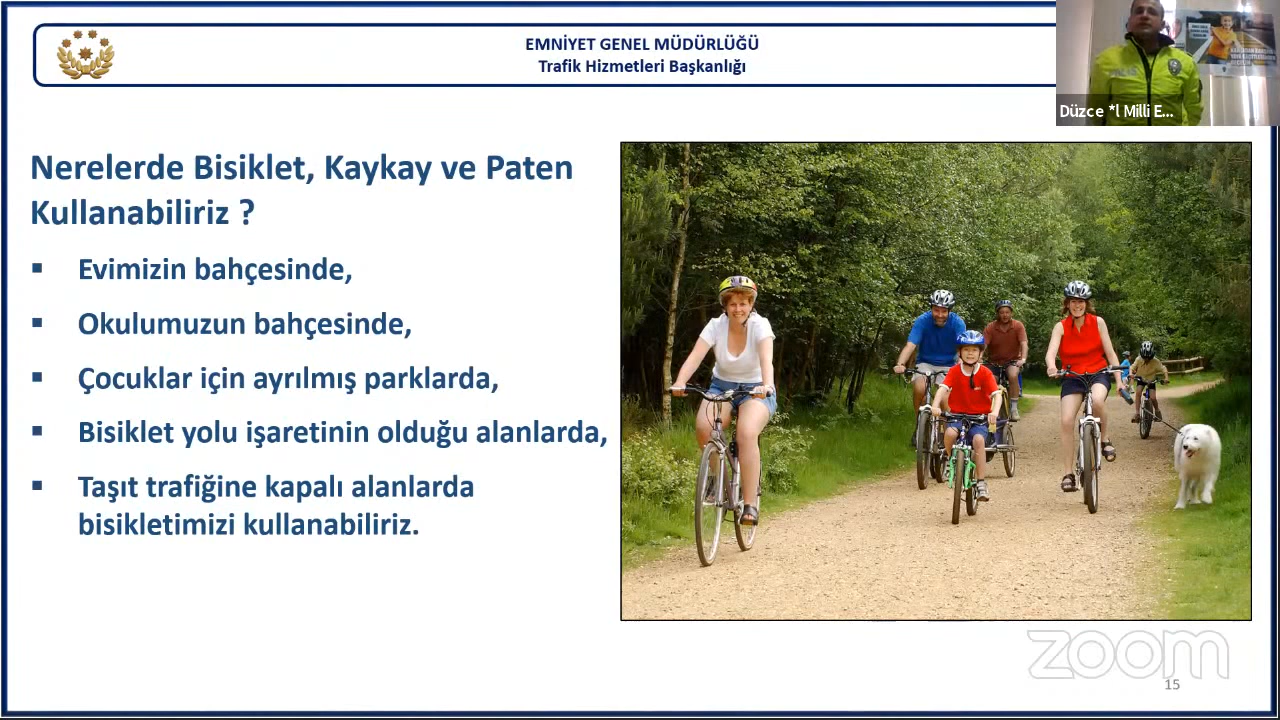 EMNİYET GENEL MÜDÜRLÜĞÜ
Trafik Hizmetleri Başkanlığı
POLİS
Düzce *l Milli E...
Nerelerde Bisiklet, Kaykay ve Paten
Kullanabiliriz ?
▪ Evimizin bahçesinde,
▪ Okulumuzun bahçesinde,
▪ Çocuklar için ayrılmış parklarda,
▪ Bisiklet yolu işaretinin olduğu alanlarda,
▪ Taşıt trafiğine kapalı alanlarda
bisikletimizi kullanabiliriz.
zoom
15